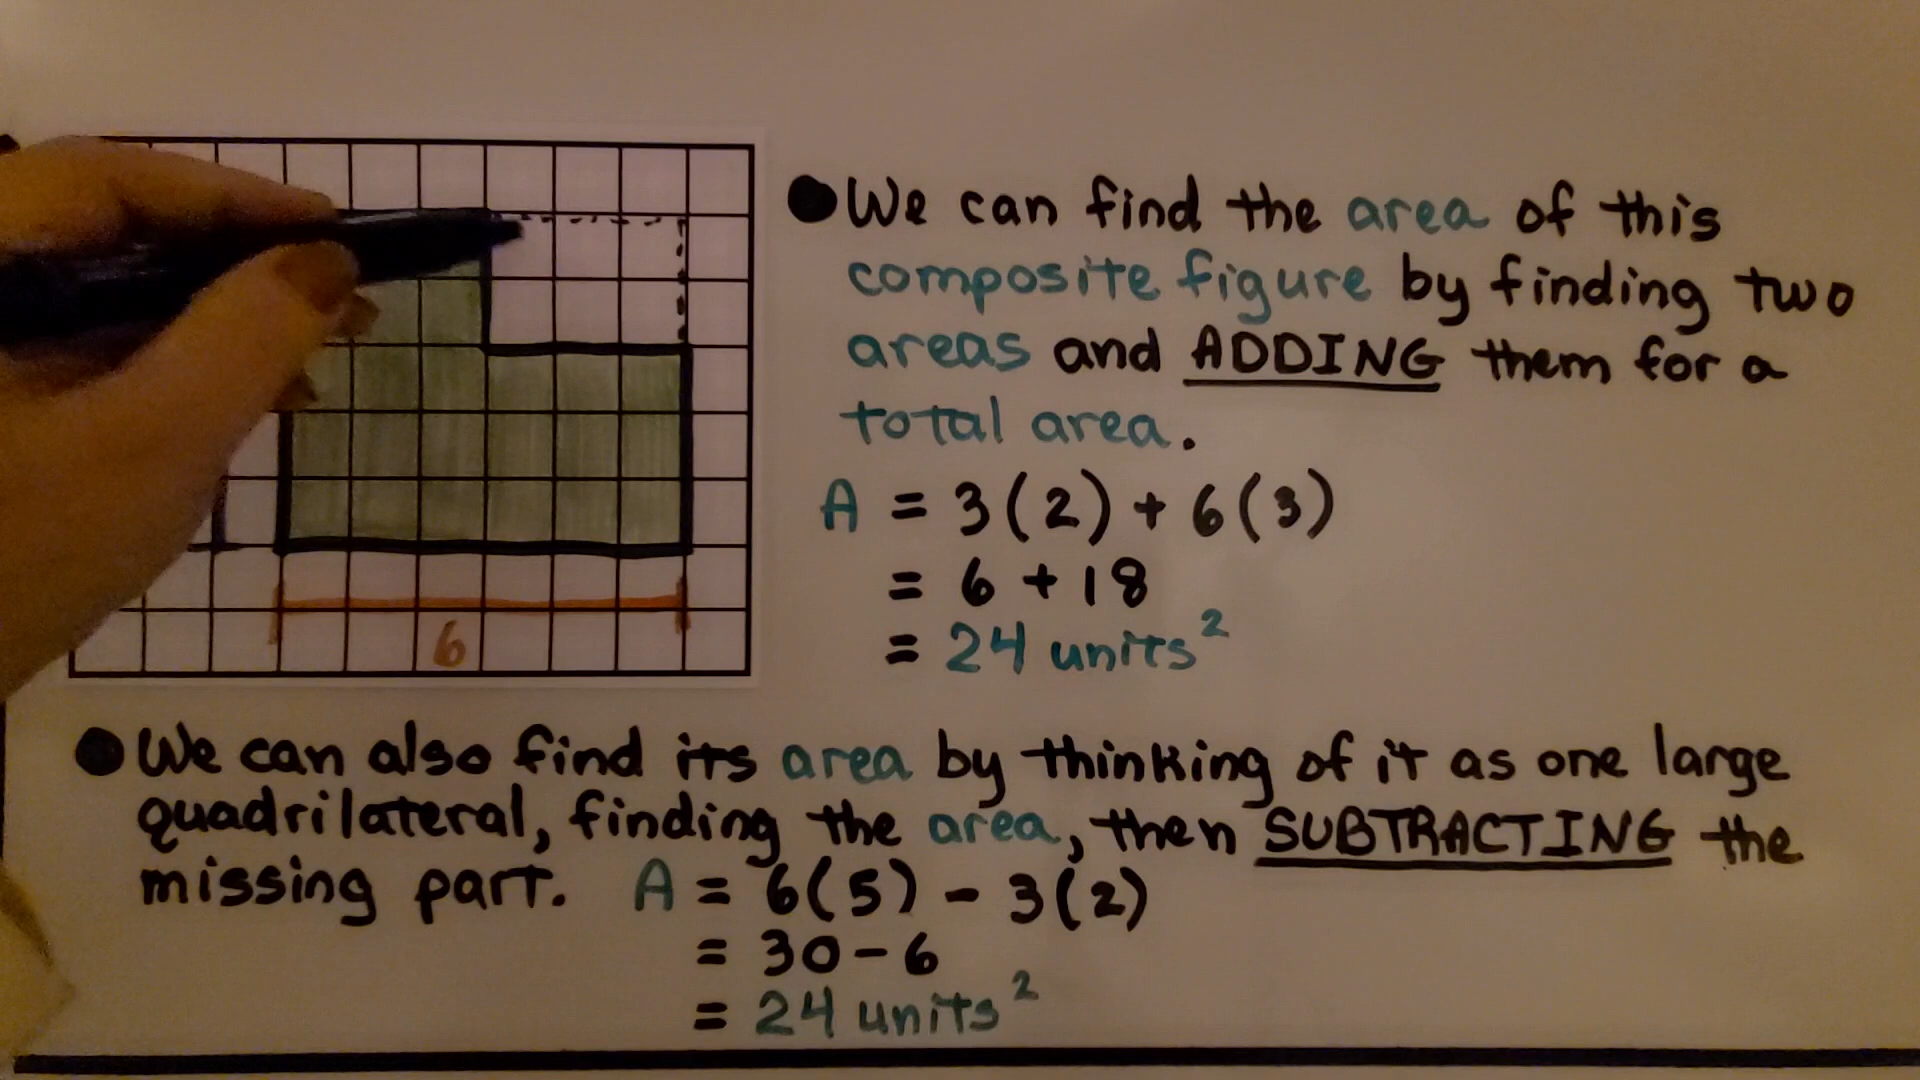 ● We can find the area of this
composite figure by finding two
areas and ADDING them for a
total area.
A = 3(2) + 6(3)
= 6 + 18
= 24 units²
6
● We can also find its area by thinking of it as one large
quadrilateral, finding the area, then SUBTRACTING the
missing part. A = 6(5) - 3(2)
= 30 - 6
= 24 units²